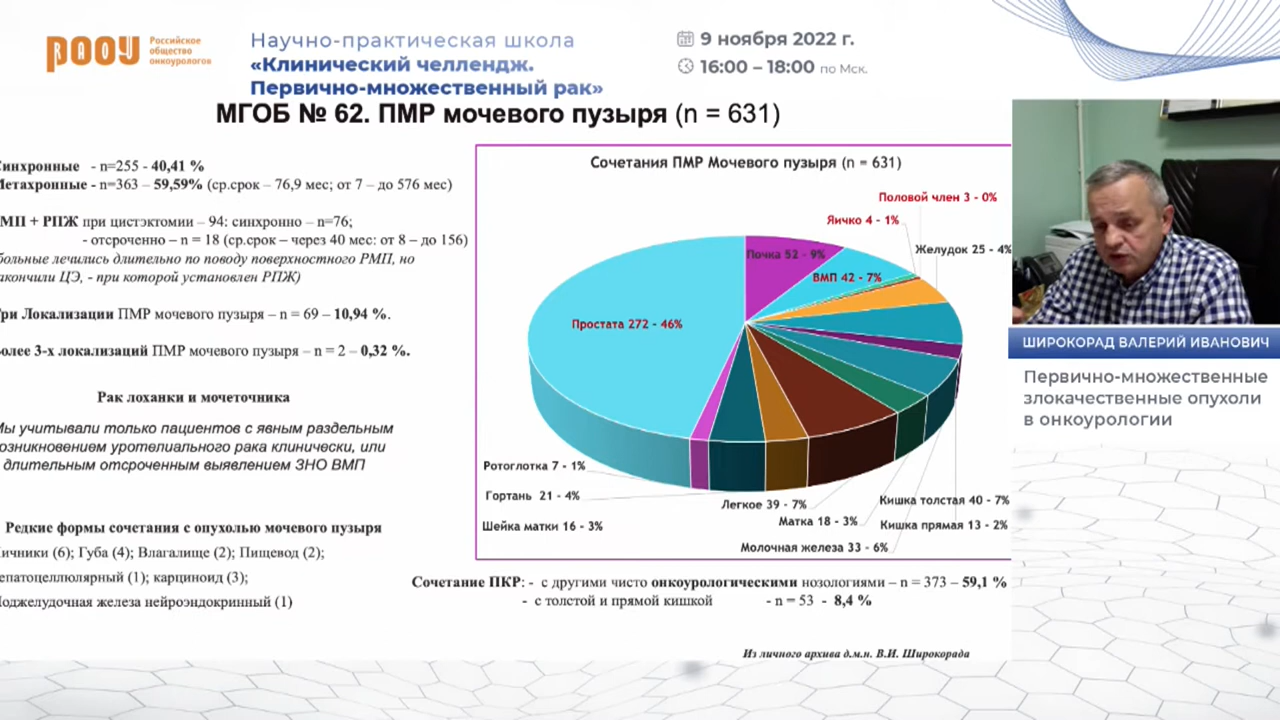 РАОУ
Российское
общество
онкоурологов
Научно-практическая школа
«Клинический челлендж.
Первично-множественный рак»
9 ноября 2022 г.
16:00 – 18:00 по Мск.
МГОБ № 62. ПМР мочевого пузыря (n = 631)
инхронные - n=255 - 40,41 %
Метахронные - n=363 – 59,59% (ср.срок – 76,9 мес; от 7 – до 576 мес)
МП + РПЖ при цистэктомии – 94: синхронно – n=76;
- отсрочено – n = 18 (ср.срок – через 40 мес: от 8 – до 156)
больные лечились длительно по поводу поверхностного РМП, но
акончили ЦЭ, - при которой установлен РПЖ)
ри Локализации ПМР мочевого пузыря – n = 69 – 10,94 %.
олее 3-х локализаций ПМР мочевого пузыря – n = 2 – 0,32 %.
Рак лоханки и мочеточника
Мы учитывали только пациентов с явным раздельным
озникновением уротелиального рака клинически, или
длительным отсроченным выявлением ЗНО ВМП
Редкие формы сочетания с опухолью мочевого пузыря
ичники (6); Губа (4); Влагалище (2); Пищевод (2);
епатоцеллюлярный (1); карциноид (3);
Поджелудочная железа нейроэндокринный (1)
Сочетания ПМР Мочевого пузыря (n = 631)
Половой член 3 - 0%
Яичко 4 - 1%
Желудок 25 - 4%
Почка 52 - 9%
ВМП 42 - 7%
Простата 272 - 46%
Ротоглотка 7 - 1%
Гортань 21 - 4%
Шейка матки 16 - 3%
Легкое 39 - 7%
Матка 18 - 3%
Молочная железа 33 - 6%
Кишка толстая 40 - 7%
Кишка прямая 13 - 2%
Сочетание ПКР: - с другими чисто онкоурологическими нозологиями – n = 373 – 59,1 %
- с толстой и прямой кишкой - n = 53 - 8,4 %
Из личного архива д.м.н. В.И. Широкорада
ШИРОКОРАД ВАЛЕРИЙ ИВАНОВИЧ
Первично-множественные
злокачественные опухоли
в онкоурологии